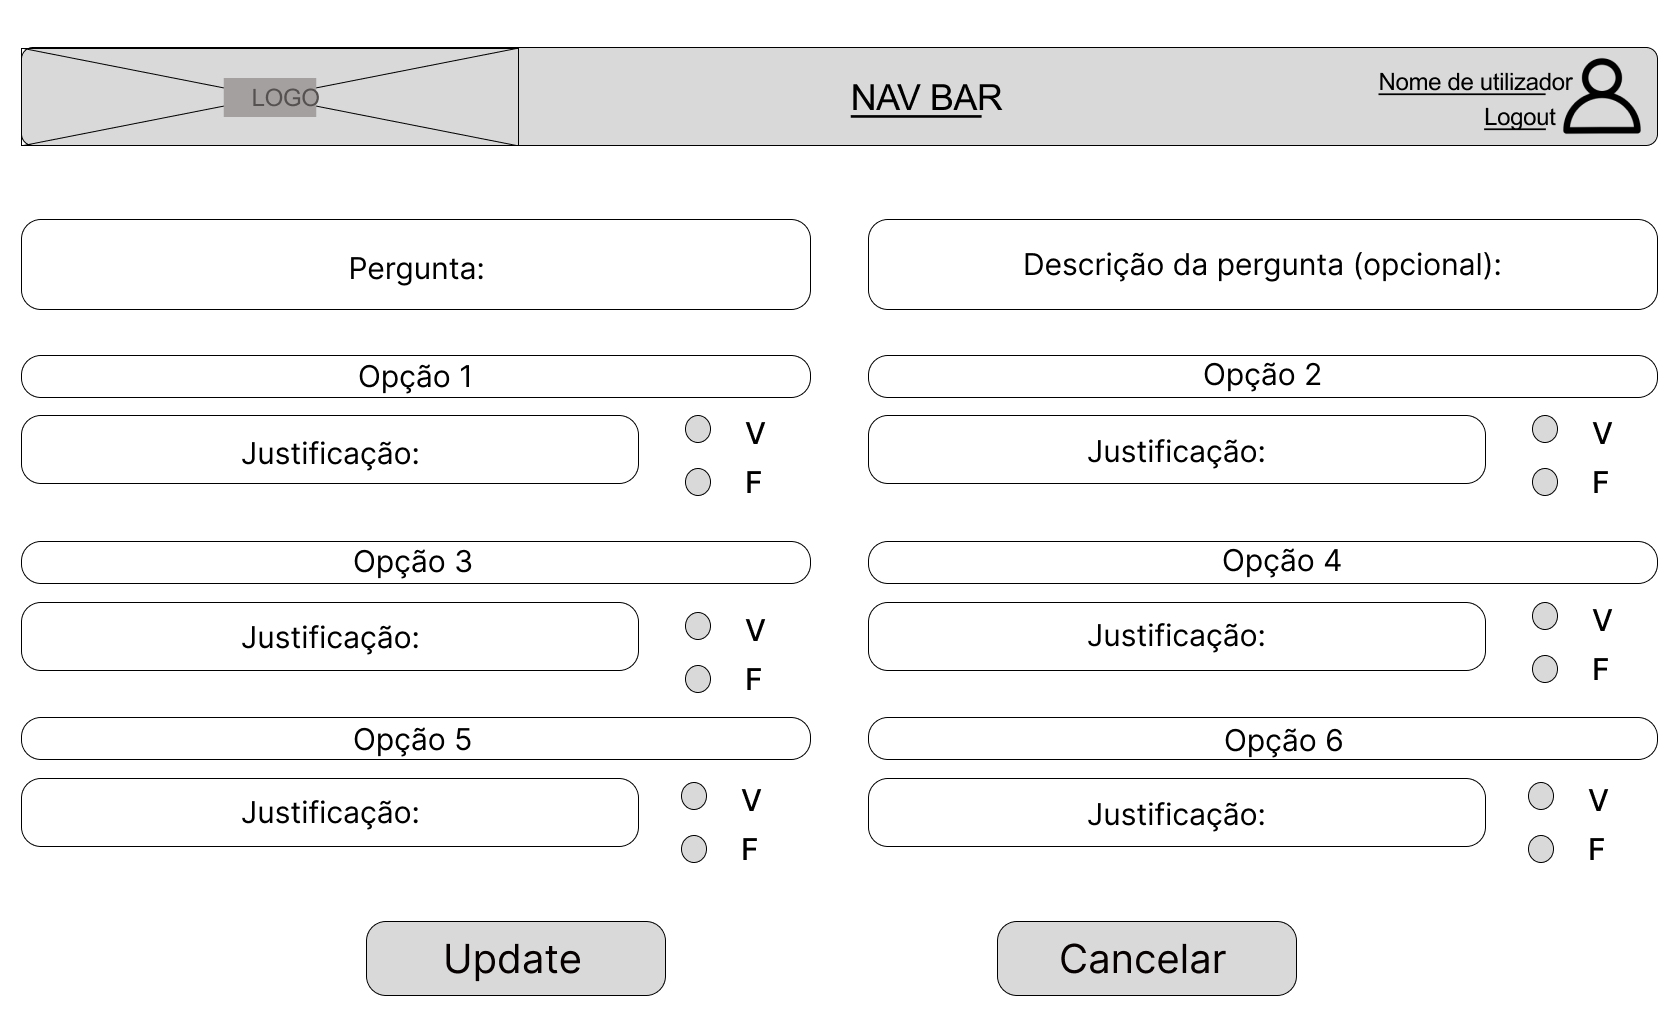 LOGO
NAV BAR
Nome de utilizador
Logout
Pergunta:
Descrição da pergunta (opcional):
Opção 1
Opção 2
Justificação:
V
F
Justificação:
V
F
Opção 3
Opção 4
Justificação:
V
F
Justificação:
V
F
Opção 5
Opção 6
Justificação:
V
F
Justificação:
V
F
Update
Cancelar